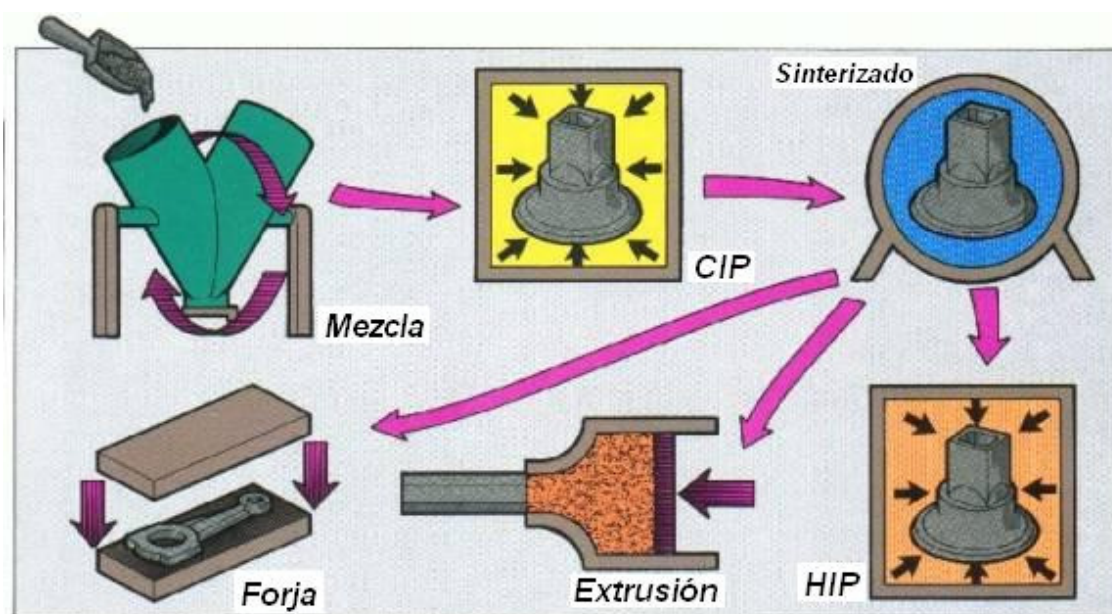 Sinterizado
CIP
Mezcla
Forja
Extrusión
HIP